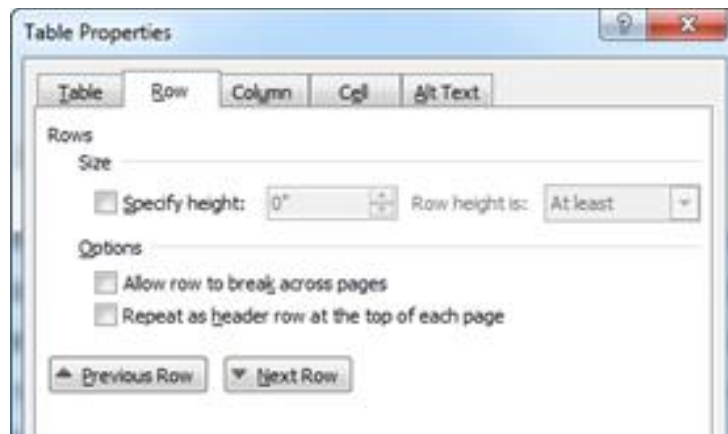 Table Properties
Table Row Column Cell Alt Text
Rows
Size
Specify height: 0" Row height is: At least
Options
Allow row to break across pages
Repeat as header row at the top of each page
Previous Row Next Row